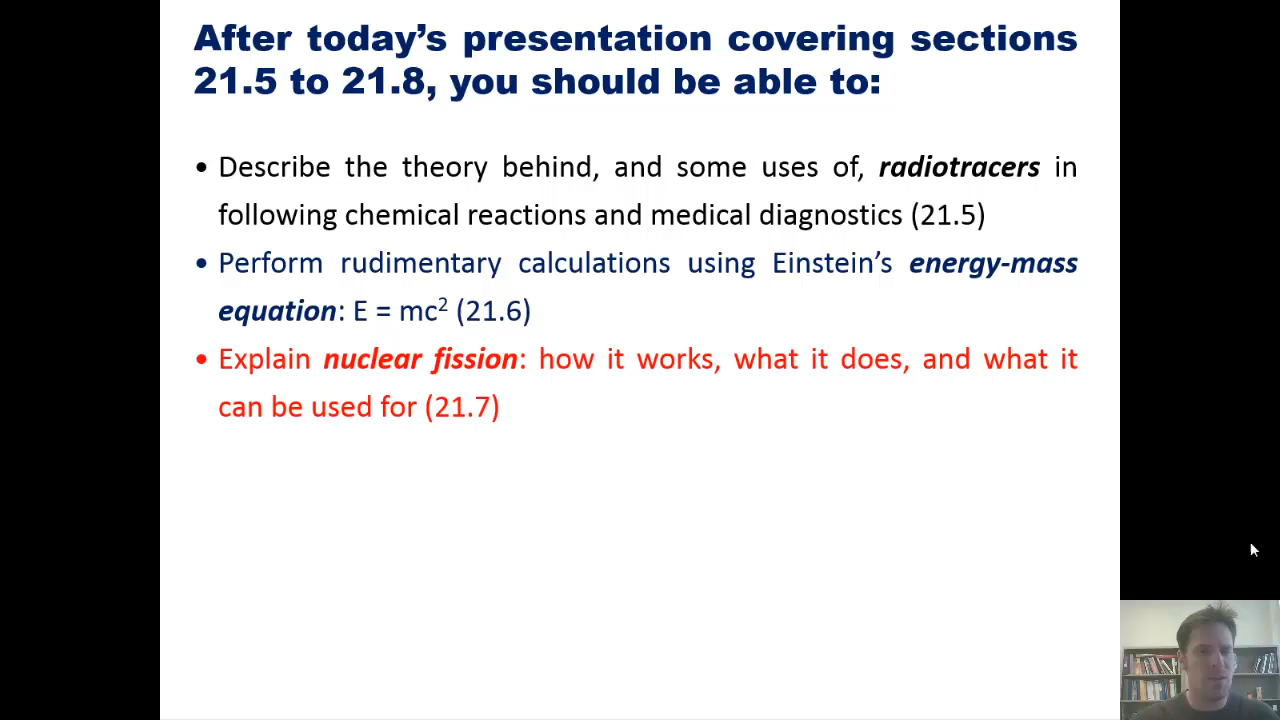 After today’s presentation covering sections
21.5 to 21.8, you should be able to:
• Describe the theory behind, and some uses of, radiotracers in
following chemical reactions and medical diagnostics (21.5)
• Perform rudimentary calculations using Einstein’s energy-mass
equation: E = mc² (21.6)
• Explain nuclear fission: how it works, what it does, and what it
can be used for (21.7)